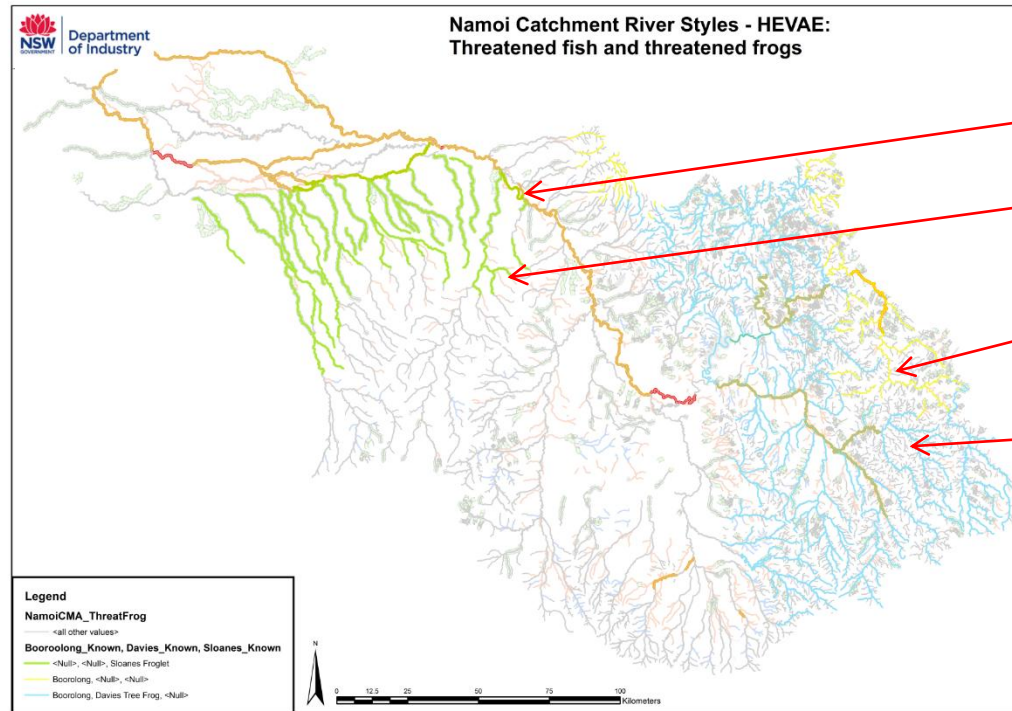 NSW
GOVERNMENT
Department
of Industry
Namoi Catchment River Styles - HEVAE:
Threatened fish and threatened frogs
Legend
NamoiCMA_ThreatFrog
<all other values>
Booroolong_Known, Davies_Known, Sloanes_Known
<Null>, <Null>, Sloanes Froglet
Boorolong, <Null>, <Null>
Boorolong, Davies Tree Frog, <Null>
N
0 12.5 25 50 75 100
Kilometers